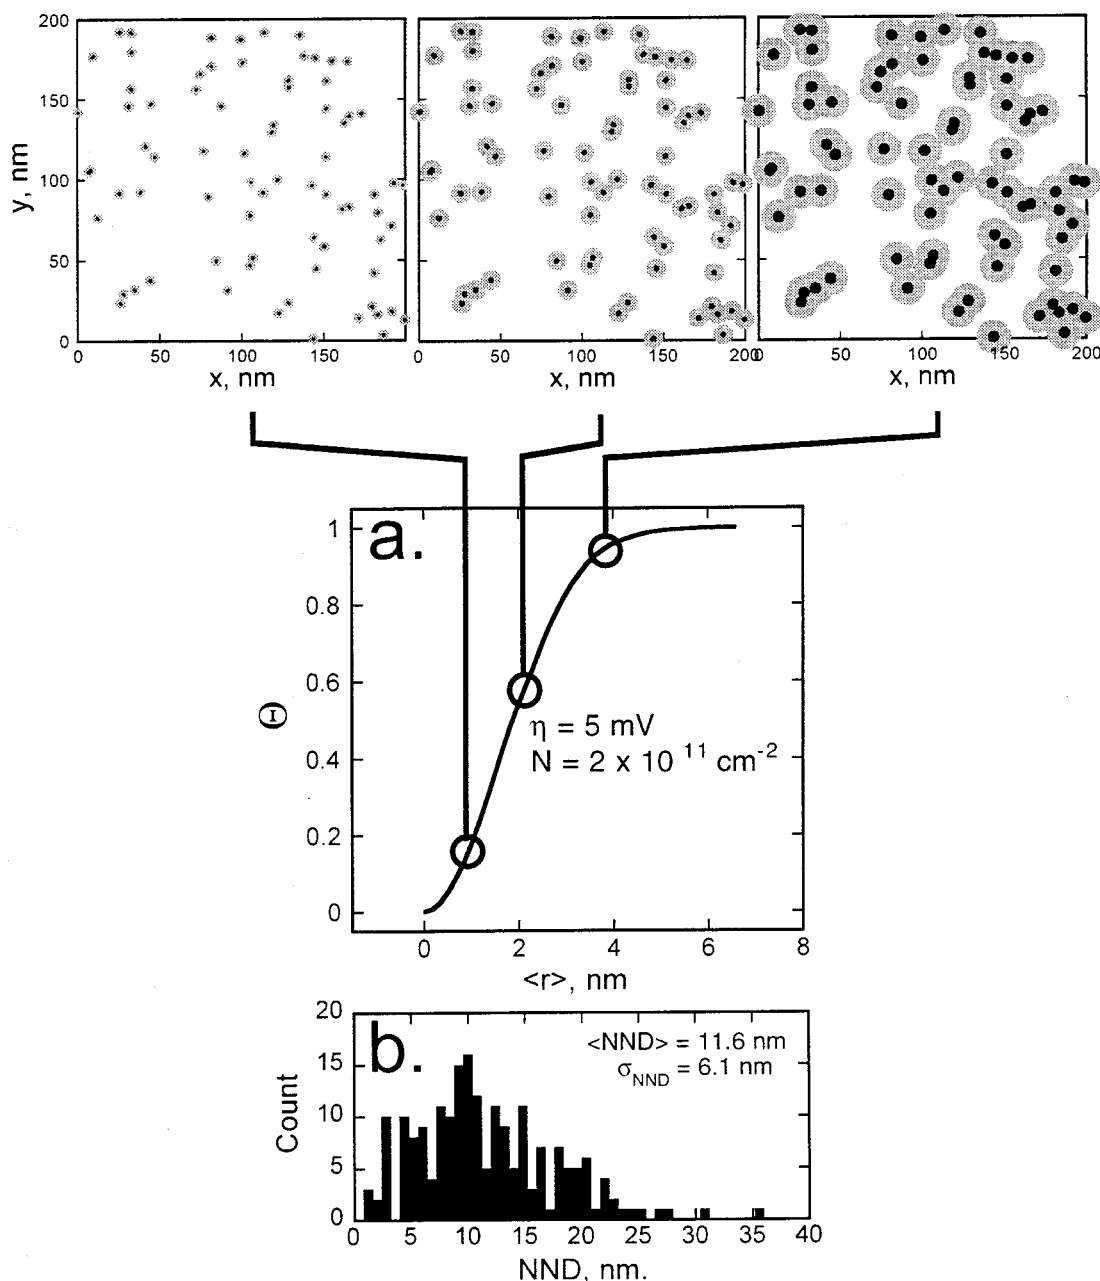 200
150
100
50
0
y, nm
0 50 100 150
x, nm
0 50 100 150 200
x, nm
0 50 100 150 200
x, nm
a.
1
0.8
0.6
0.4
0.2
0
Θ
η = 5 mV
N = 2 x 10 11 cm-2
0 2 4 6 8
<r>, nm
b.
20
15
10
5
0
Count
<NND> = 11.6 nm
σNND = 6.1 nm
0 5 10 15 20 25 30 35 40
NND, nm.